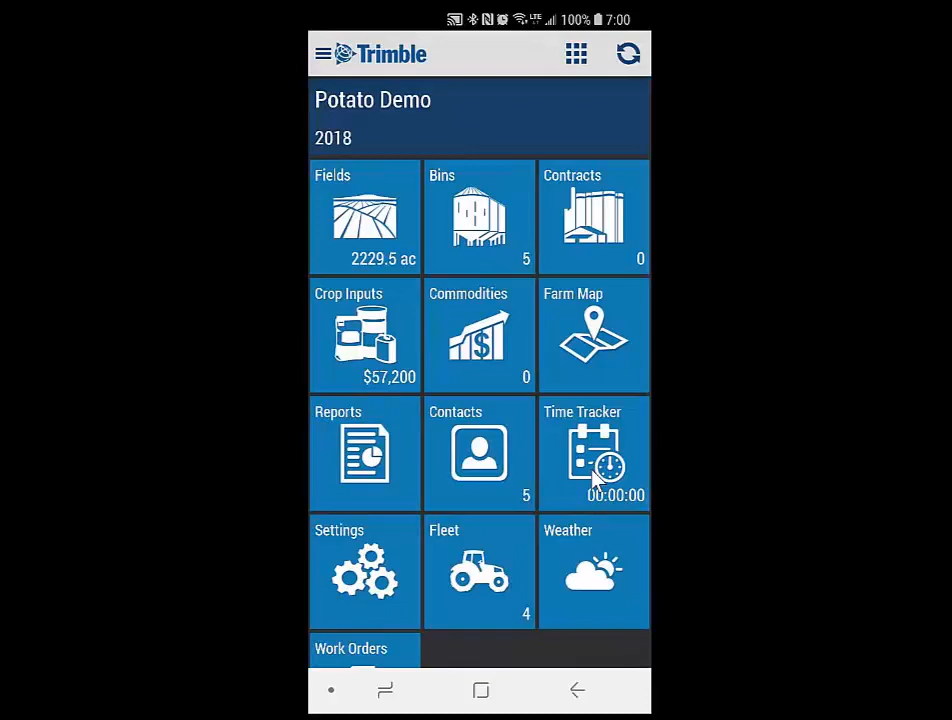 LTE 100% 7:00
Trimble
Potato Demo
2018
Fields
2229.5 ac
Bins
5
Contracts
0
Crop Inputs
$57,200
Commodities
$
0
Farm Map
Reports
Contacts
5
Time Tracker
00:00:00
Settings
Fleet
4
Weather
Work Orders